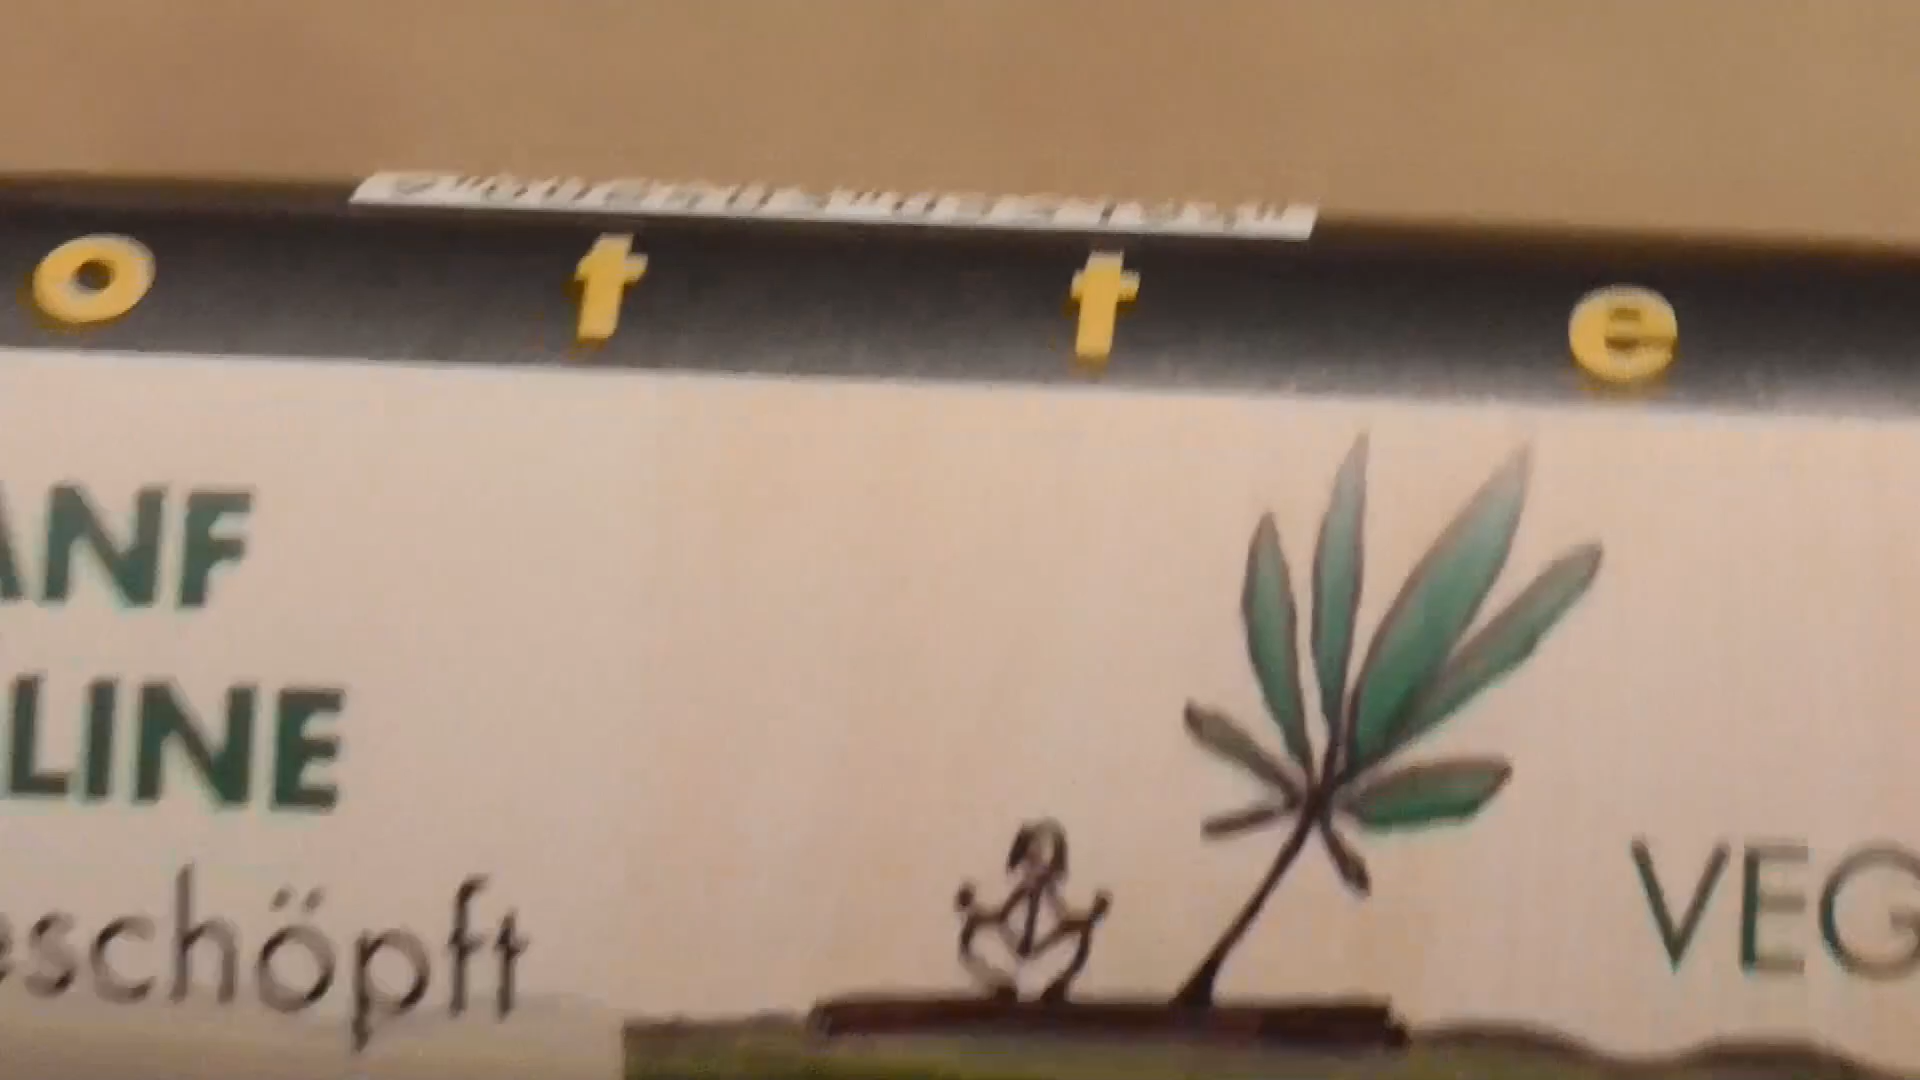 o t t e
ANF
LINE
eschöpft
VEG